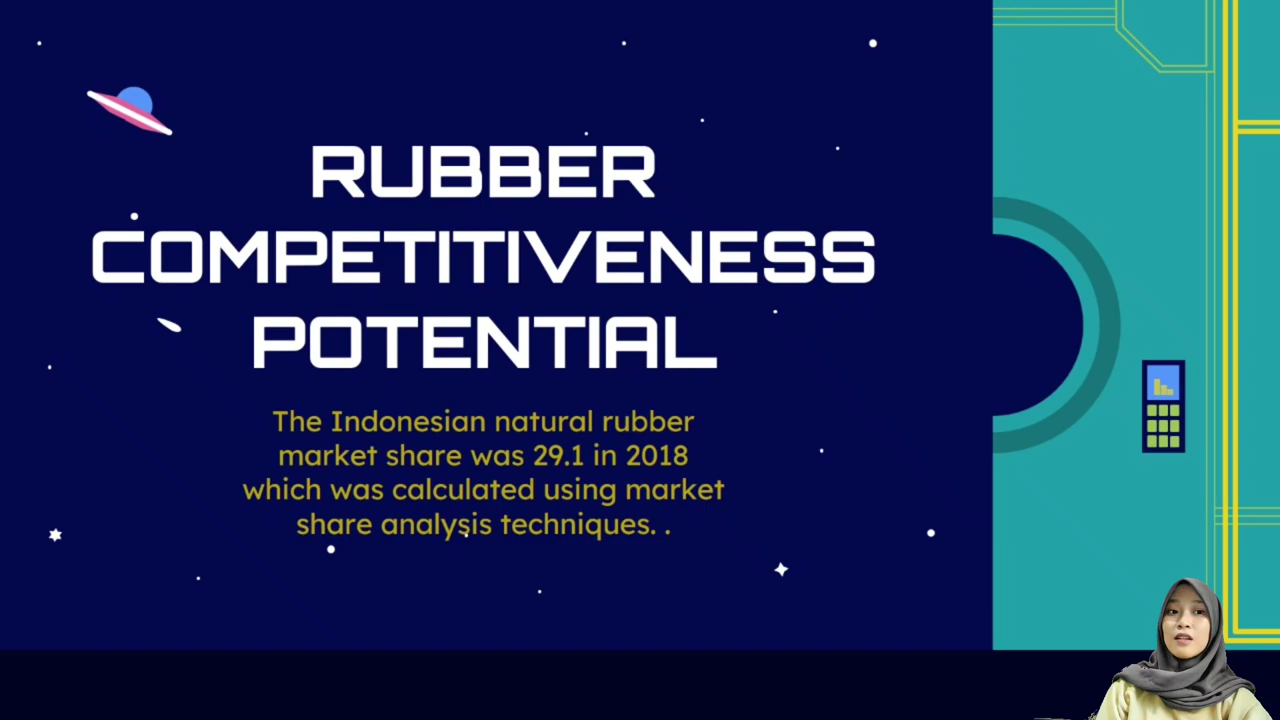 RUBBER
COMPETITIVENESS
POTENTIAL
The Indonesian natural rubber
market share was 29.1 in 2018
which was calculated using market
share analysis techniques. .